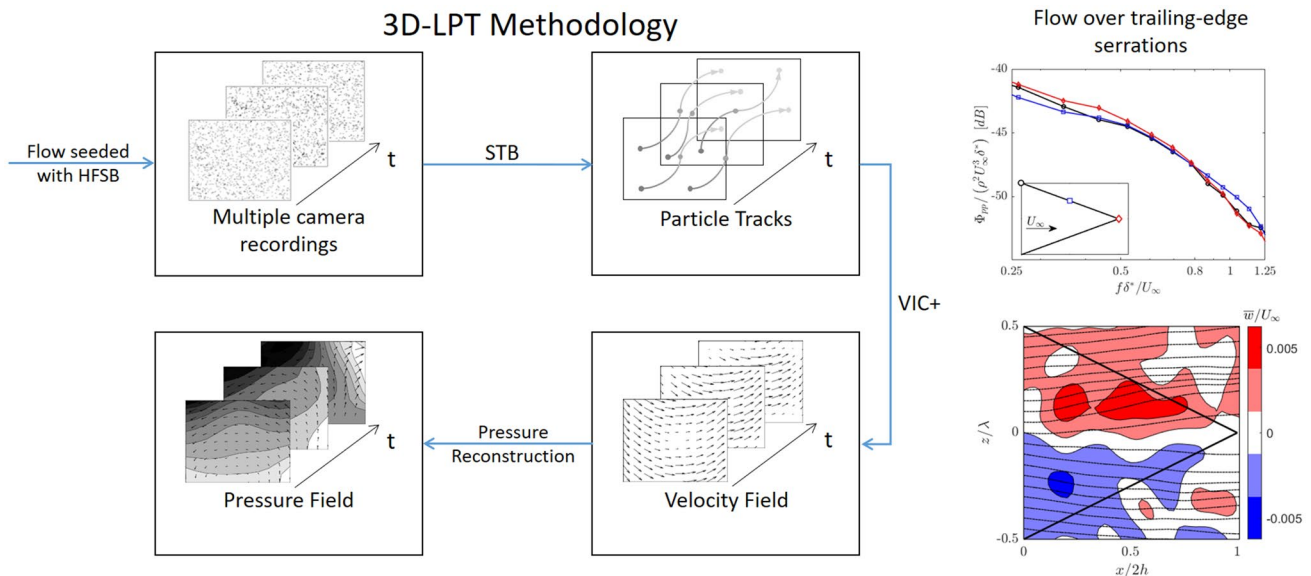 3D-LPT Methodology
Flow seeded
with HFSB
t
Multiple camera
recordings
STB
t
Particle Tracks
VIC+
t
Velocity Field
Pressure
Reconstruction
t
Pressure Field
Flow over trailing-edge
serrations
Φpp/(ρ²U³∞δ*) [dB]
-40
-45
-50
U∞
0.25 0.5 0.8 1 1.25
fδ*/U∞
w̅/U∞
0.005
0
-0.005
z/λ
0.5
0
-0.5
0 0.5 1
x/2h